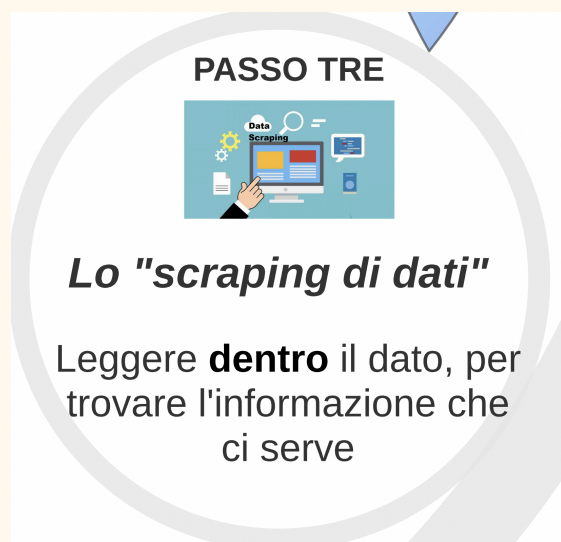 PASSO TRE
Data
Scraping
Lo "scraping di dati"
Leggere dentro il dato, per
trovare l'informazione che
ci serve